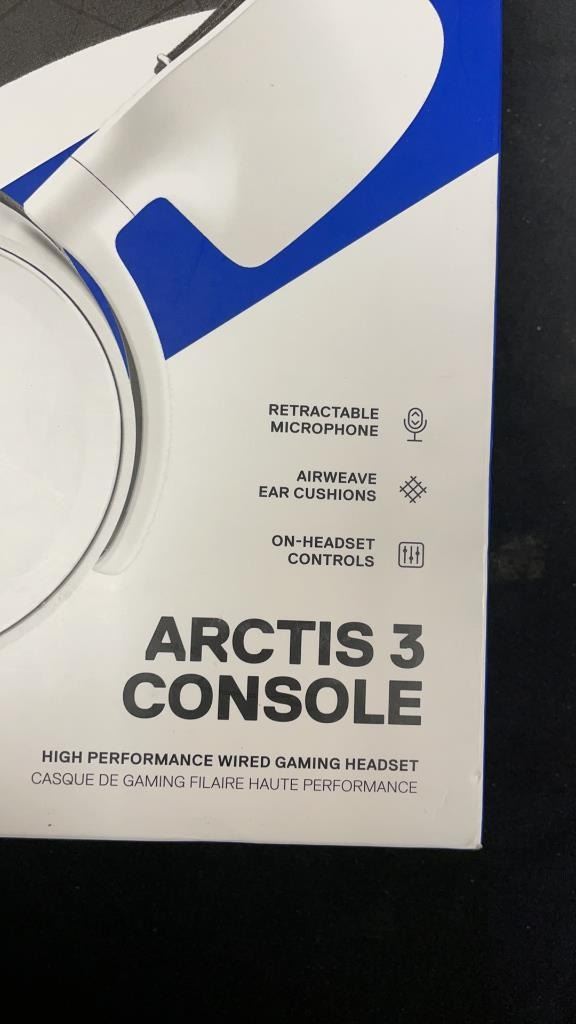 RETRACTABLE
MICROPHONE
AIRWEAVE
EAR CUSHIONS
ON-HEADSET
CONTROLS
ARCTIS 3
CONSOLE
HIGH PERFORMANCE WIRED GAMING HEADSET
CASQUE DE GAMING FILAIRE HAUTE PERFORMANCE